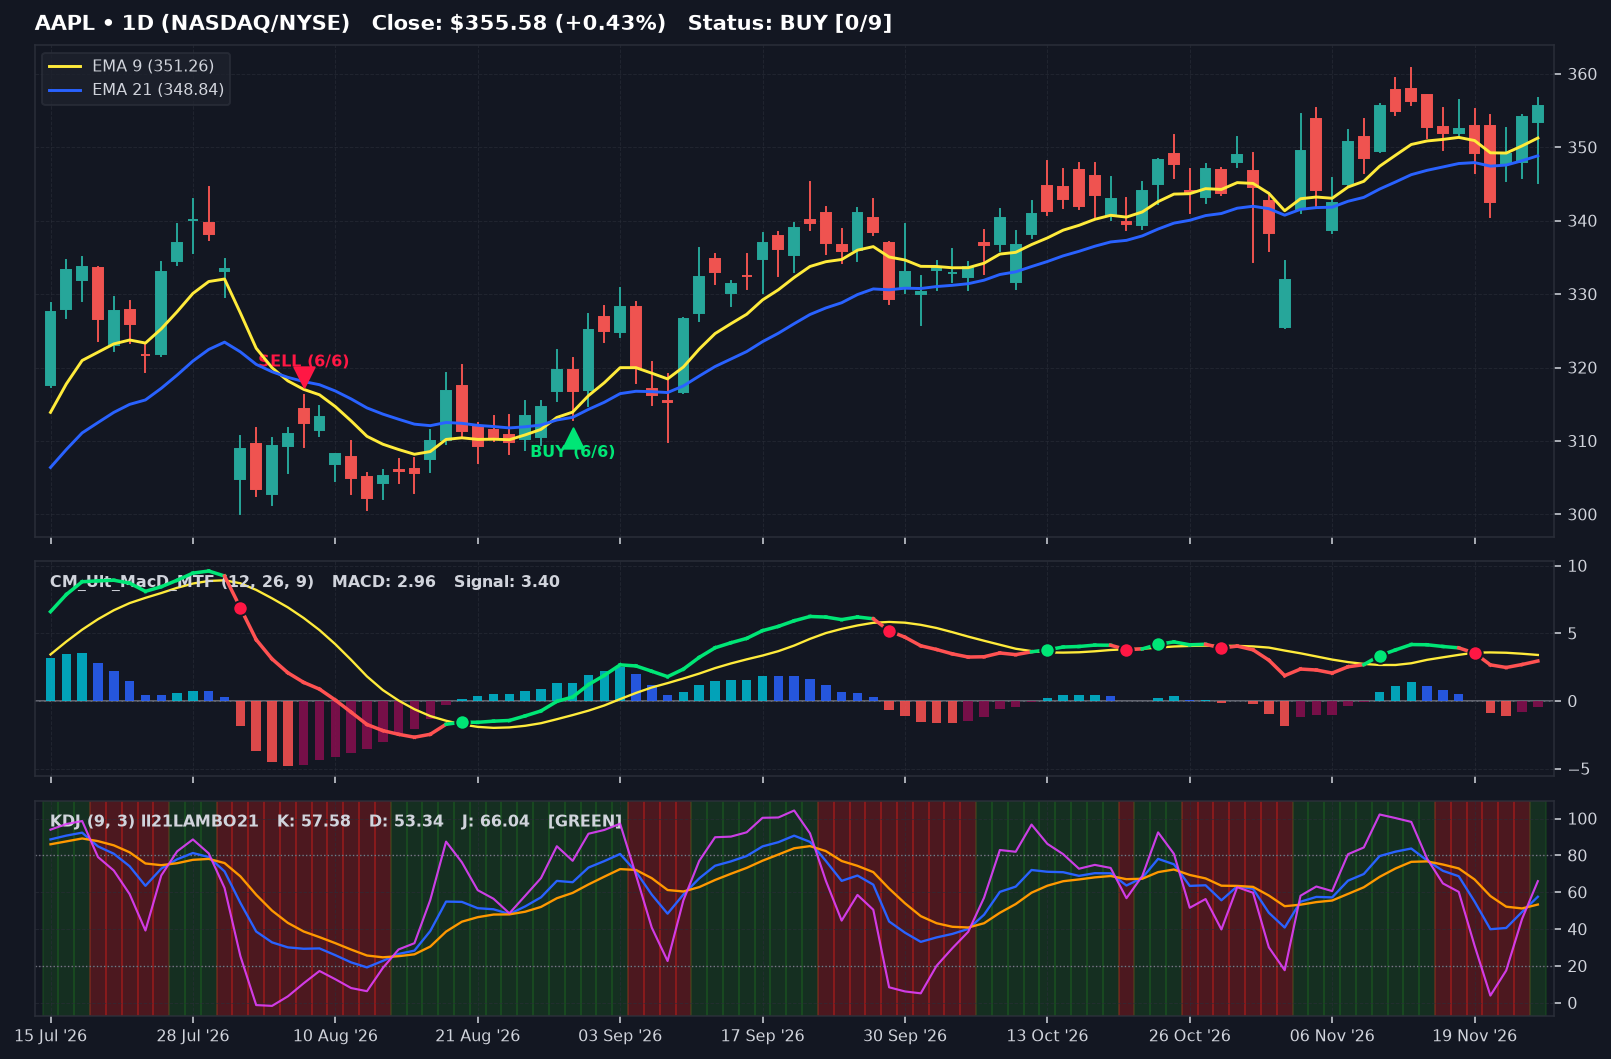 AAPL • 1D (NASDAQ/NYSE)   Close: $355.58 (+0.43%)   Status: BUY [0/9]
EMA 9 (351.26)
EMA 21 (348.84)
360
350
340
330
320
310
300
SELL (6/6)
BUY (6/6)
CM_Ult_MacD_MTF (12, 26, 9)   MACD: 2.96   Signal: 3.40
10
5
0
−5
KDJ (9, 3) ll21LAMBO21   K: 57.58   D: 53.34   J: 66.04   [GREEN]
100
80
60
40
20
0
15 Jul '26   28 Jul '26   10 Aug '26   21 Aug '26   03 Sep '26   17 Sep '26   30 Sep '26   13 Oct '26   26 Oct '26   06 Nov '26   19 Nov '26